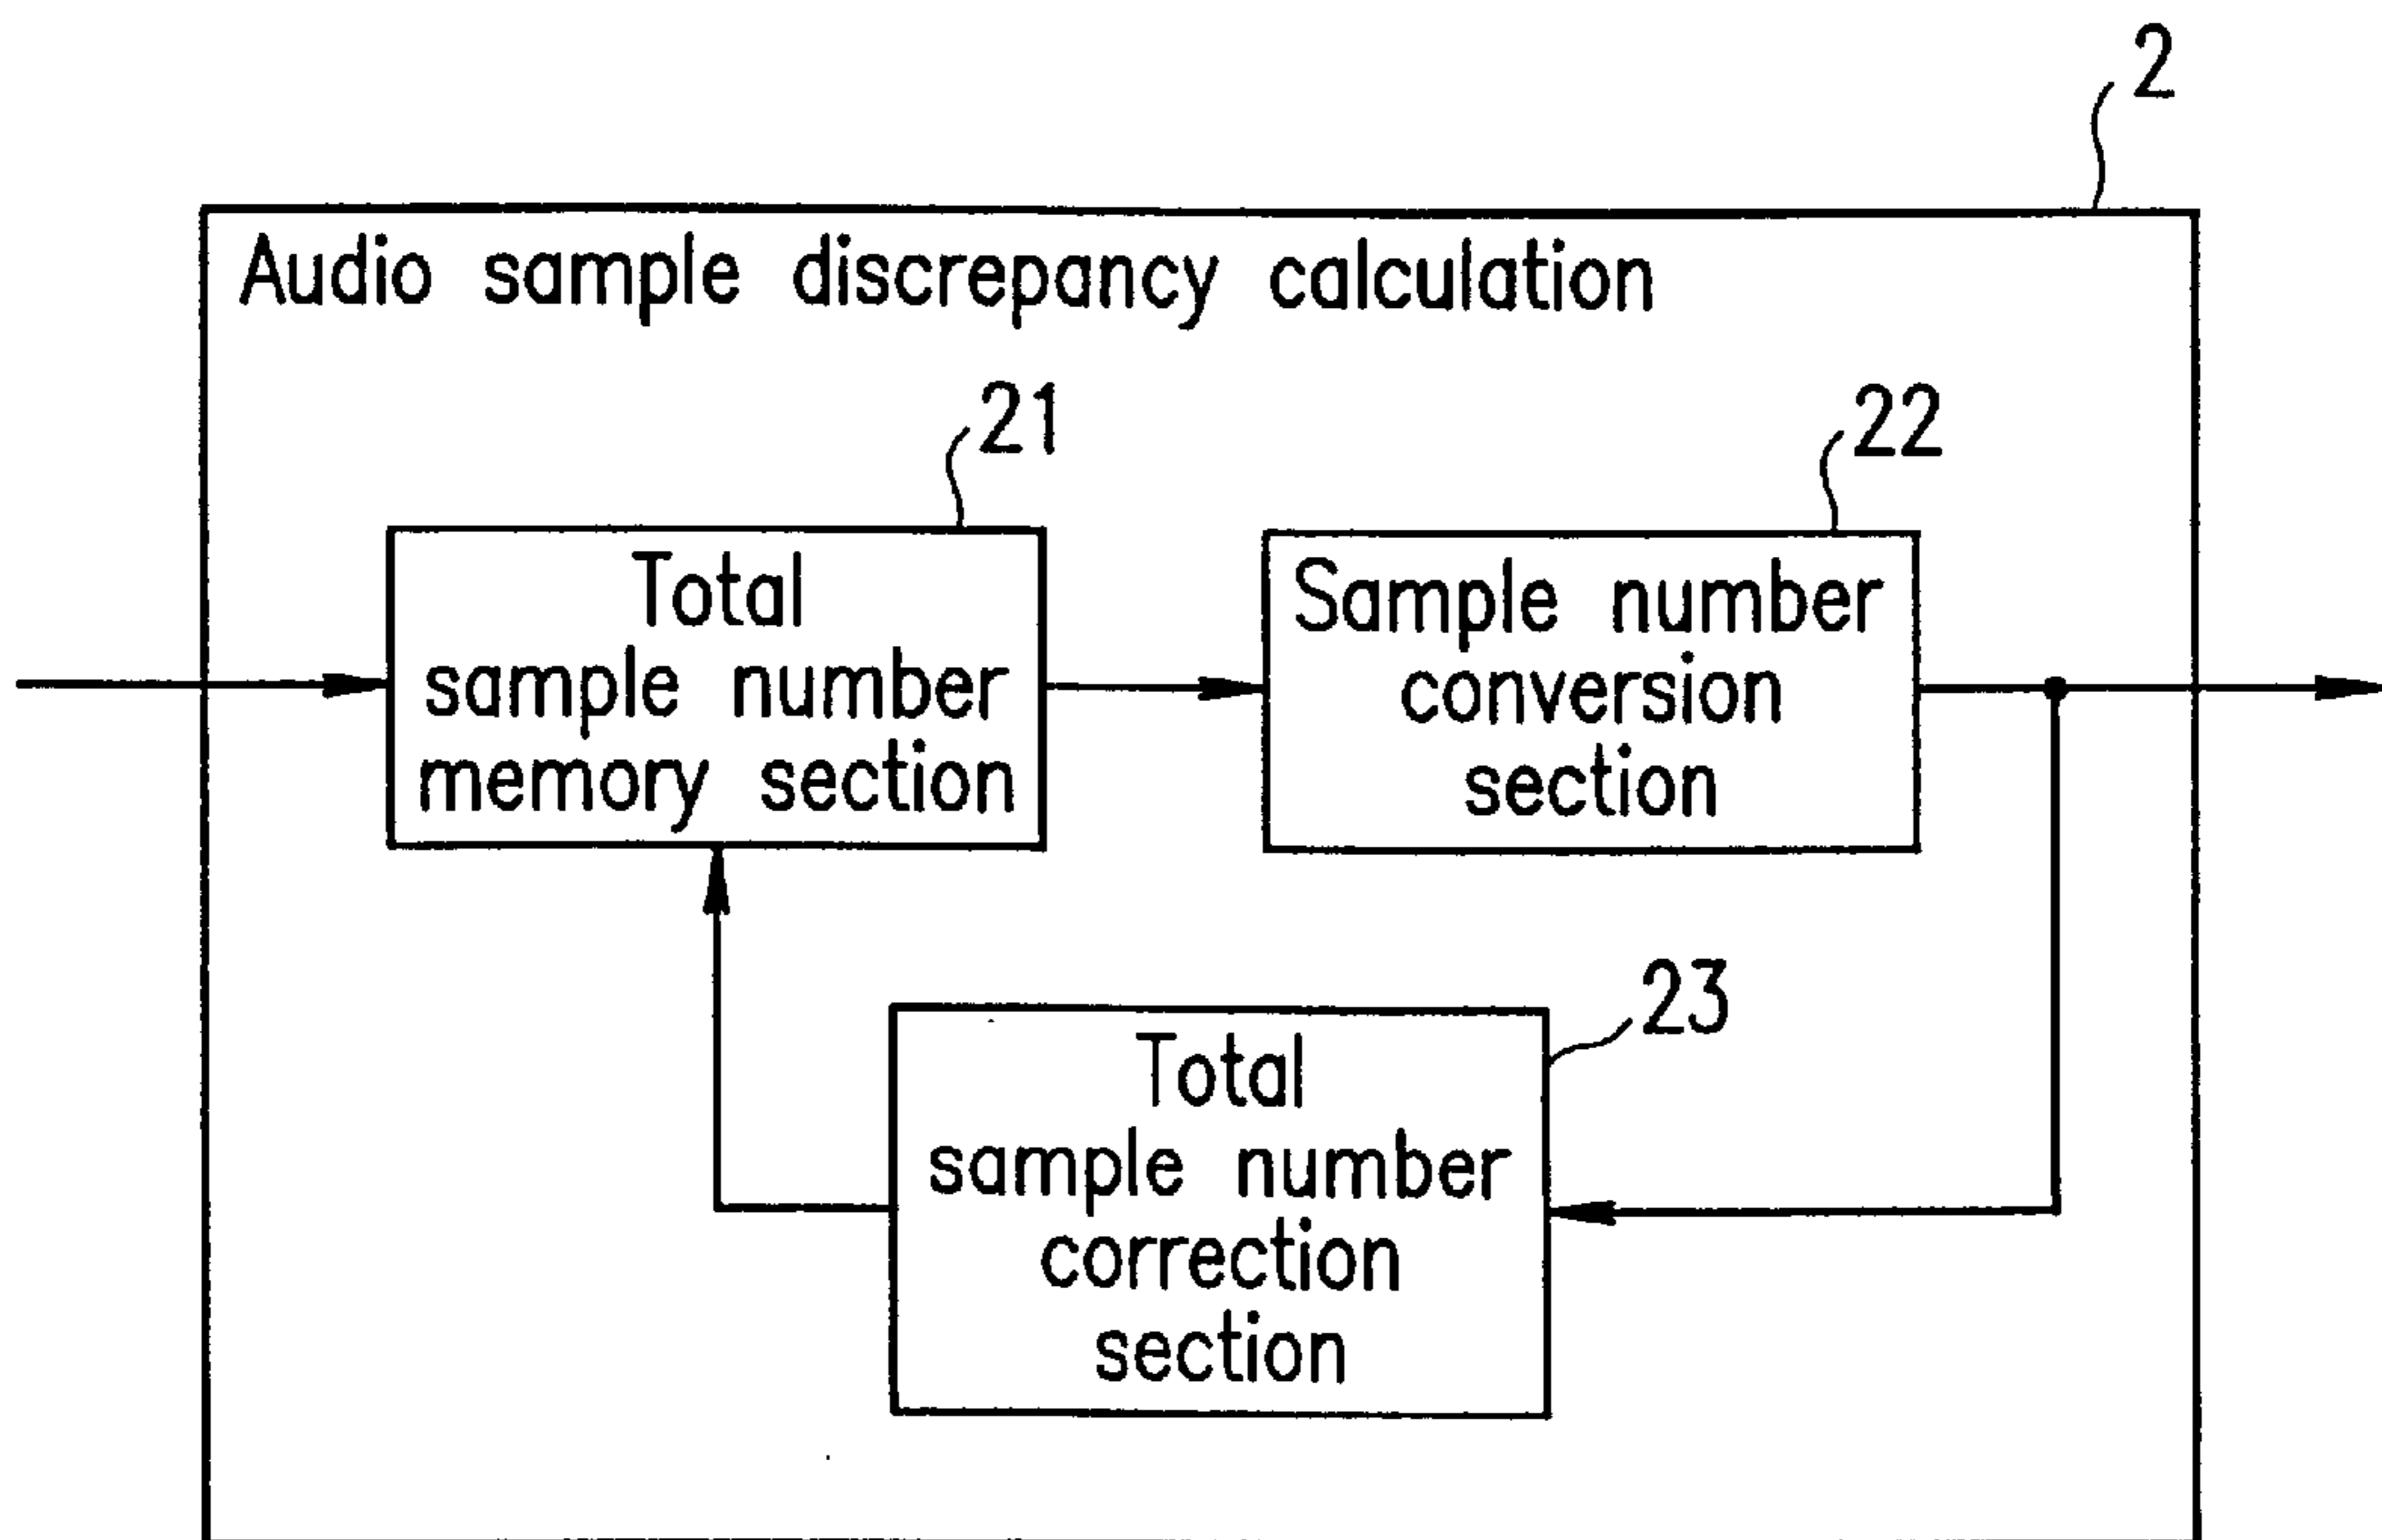 2
Audio sample discrepancy calculation
21
22
Total
sample number
memory section
Sample number
conversion
section
23
Total
sample number
correction
section